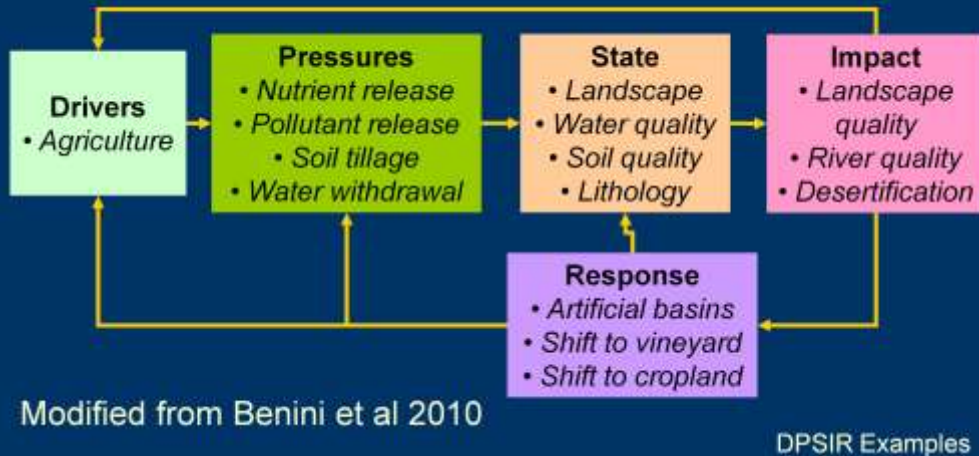 Drivers
• Agriculture
Pressures
• Nutrient release
• Pollutant release
• Soil tillage
• Water withdrawal
State
• Landscape
• Water quality
• Soil quality
• Lithology
Impact
• Landscape
quality
• River quality
• Desertification
Response
• Artificial basins
• Shift to vineyard
• Shift to cropland
Modified from Benini et al 2010
DPSIR Examples